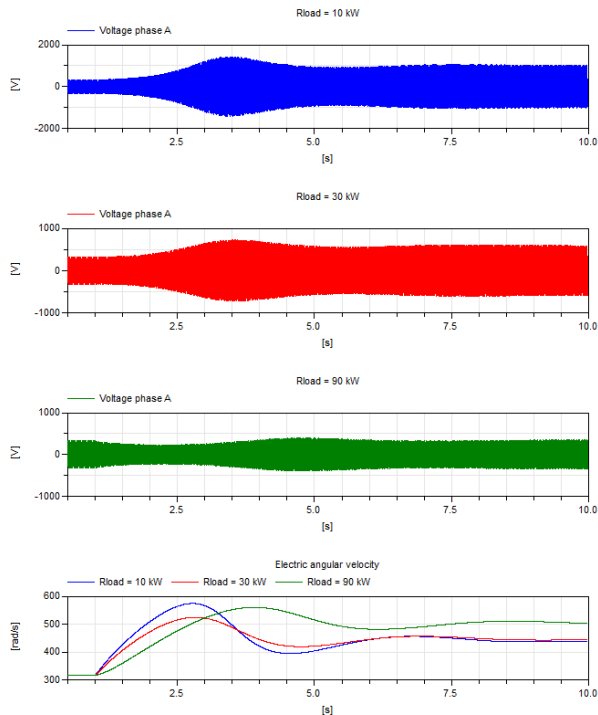 Rload = 10 kW
Voltage phase A
2000
[V]
0
-2000
2.5 5.0 7.5 10.0
[s]
Rload = 30 kW
Voltage phase A
1000
[V]
0
-1000
2.5 5.0 7.5 10.0
[s]
Rload = 90 kW
Voltage phase A
1000
[V]
0
-1000
2.5 5.0 7.5 10.0
[s]
Electric angular velocity
Rload = 10 kW Rload = 30 kW Rload = 90 kW
600
500
[rad/s]
400
300
2.5 5.0 7.5 10.0
[s]